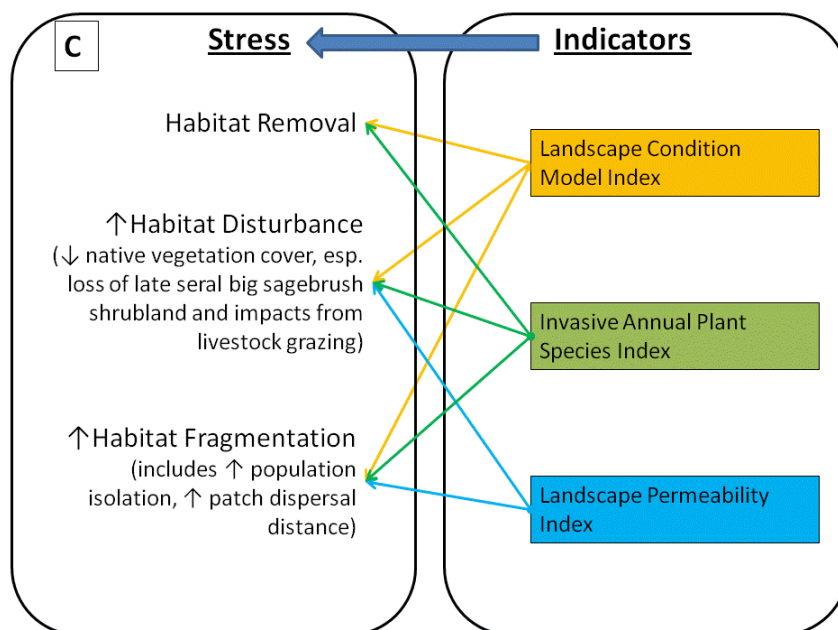 C
Stress
Indicators
Habitat Removal
↑Habitat Disturbance
(↓ native vegetation cover, esp.
loss of late seral big sagebrush
shrubland and impacts from
livestock grazing)
↑Habitat Fragmentation
(includes ↑ population
isolation, ↑ patch dispersal
distance)
Landscape Condition
Model Index
Invasive Annual Plant
Species Index
Landscape Permeability
Index